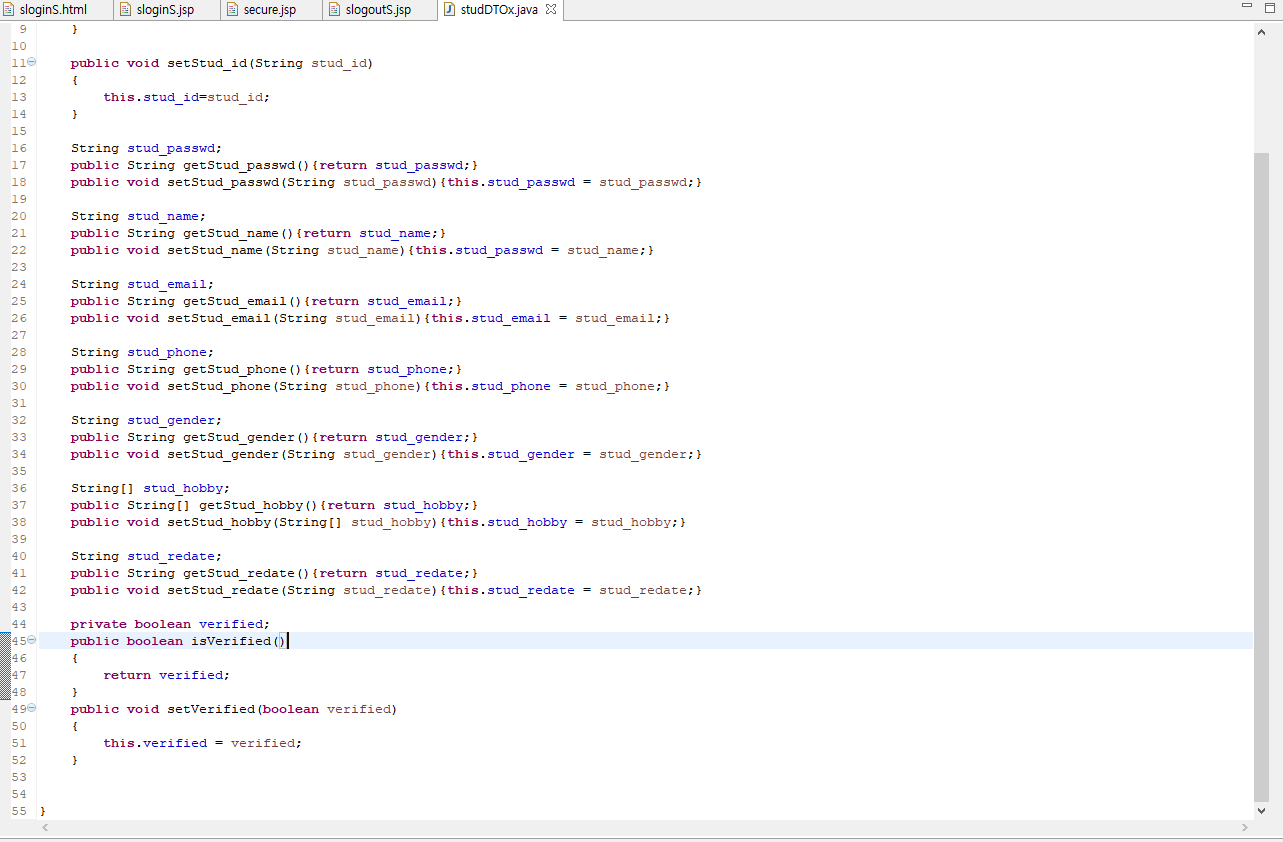 sloginS.html sloginS.jsp secure.jsp slogoutS.jsp studDTOx.java
9 }
10
11 public void setStud_id(String stud_id)
12 {
13 this.stud_id=stud_id;
14 }
15
16 String stud_passwd;
17 public String getStud_passwd(){return stud_passwd;}
18 public void setStud_passwd(String stud_passwd){this.stud_passwd = stud_passwd;}
19
20 String stud_name;
21 public String getStud_name(){return stud_name;}
22 public void setStud_name(String stud_name){this.stud_passwd = stud_name;}
23
24 String stud_email;
25 public String getStud_email(){return stud_email;}
26 public void setStud_email(String stud_email){this.stud_email = stud_email;}
27
28 String stud_phone;
29 public String getStud_phone(){return stud_phone;}
30 public void setStud_phone(String stud_phone){this.stud_phone = stud_phone;}
31
32 String stud_gender;
33 public String getStud_gender(){return stud_gender;}
34 public void setStud_gender(String stud_gender){this.stud_gender = stud_gender;}
35
36 String[] stud_hobby;
37 public String[] getStud_hobby(){return stud_hobby;}
38 public void setStud_hobby(String[] stud_hobby){this.stud_hobby = stud_hobby;}
39
40 String stud_redate;
41 public String getStud_redate(){return stud_redate;}
42 public void setStud_redate(String stud_redate){this.stud_redate = stud_redate;}
43
44 private boolean verified;
45 public boolean isVerified()
46 {
47 return verified;
48 }
49 public void setVerified(boolean verified)
50 {
51 this.verified = verified;
52 }
53
54
55 }